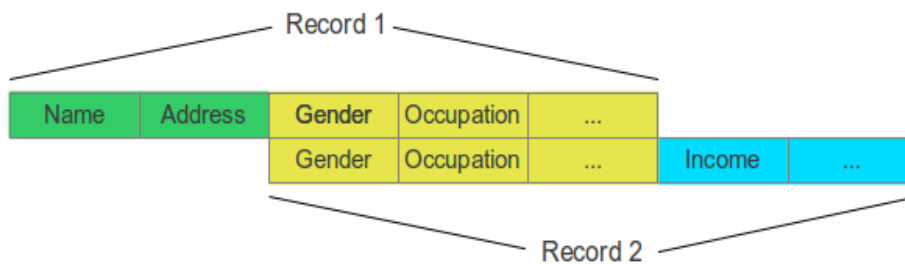 Record 1
Name Address Gender Occupation ...
Gender Occupation ... Income ...
Record 2